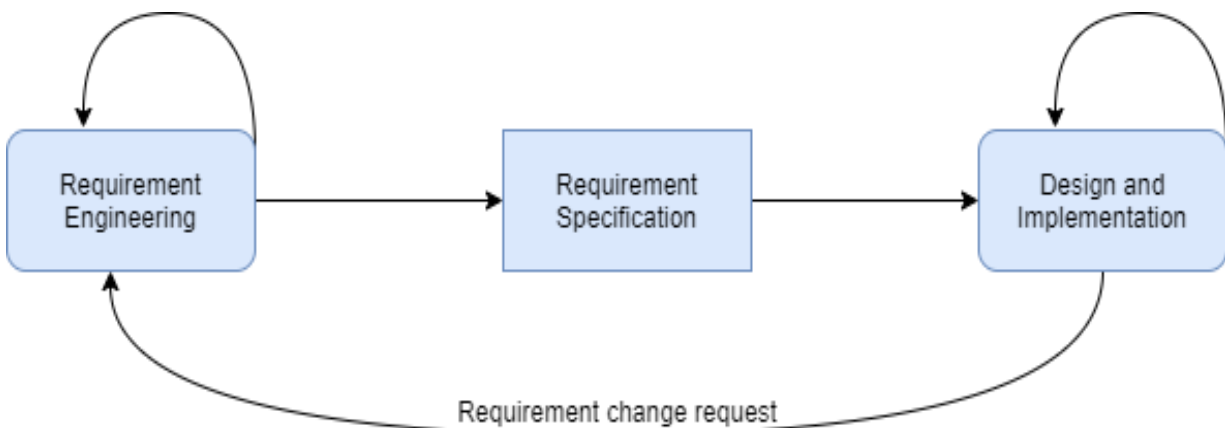 Requirement
Engineering
Requirement
Specification
Design and
Implementation
Requirement change request